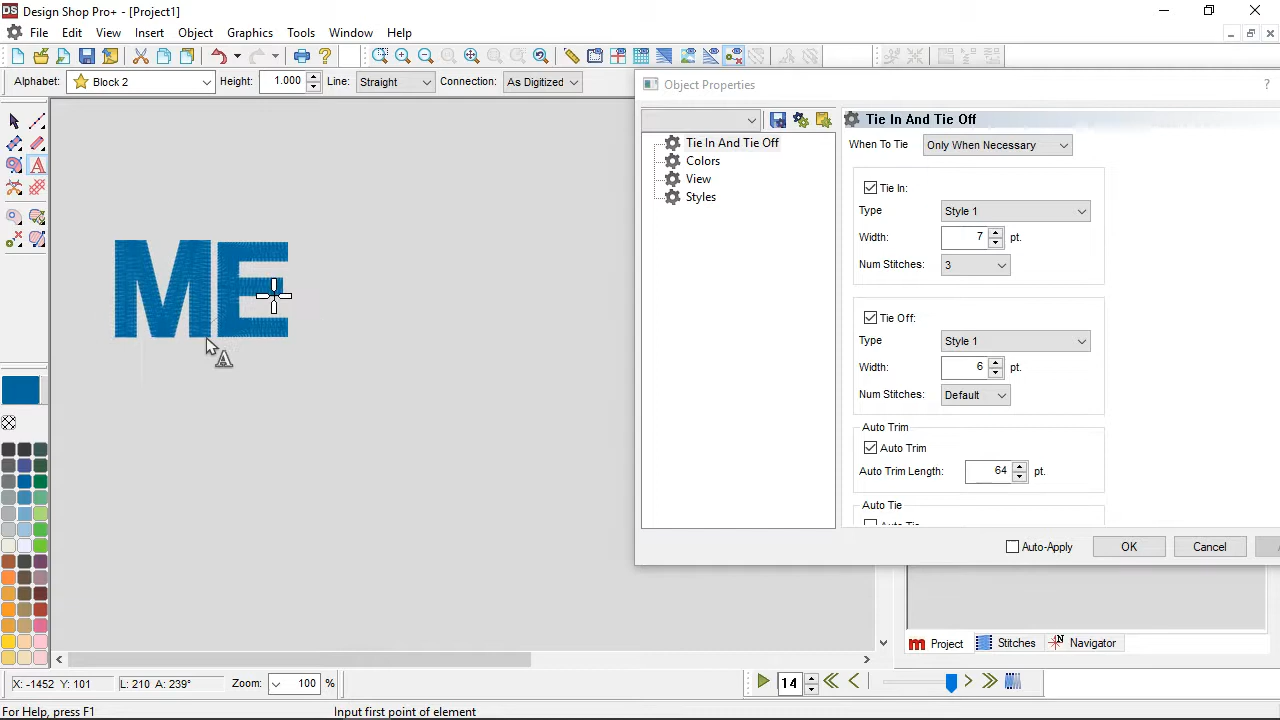 DS Design Shop Pro+ - [Project1]
File Edit View Insert Object Graphics Tools Window Help
Alphabet: Block 2 Height: 1.000 Line: Straight Connection: As Digitized
Object Properties ?
Tie In And Tie Off
Colors
View
Styles
Tie In And Tie Off
When To Tie Only When Necessary
Tie In:
Type Style 1
Width: 7 pt.
Num Stitches: 3
Tie Off:
Type Style 1
Width: 6 pt.
Num Stitches: Default
Auto Trim
Auto Trim
Auto Trim Length: 64 pt.
Auto Tie
Auto Tie
Auto-Apply OK Cancel
ME
A
m Project Stitches N Navigator
X: -1452 Y: 101 L: 210 A: 239° Zoom: 100 % 14
For Help, press F1 Input first point of element